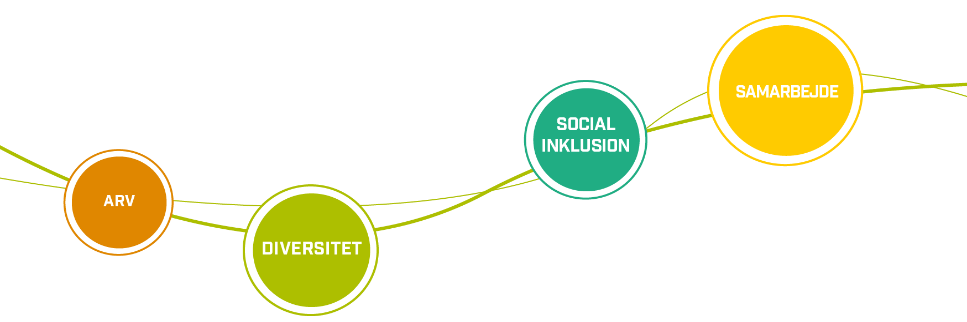 ARV
DIVERSITET
SOCIAL
INKLUSION
SAMARBEJDE